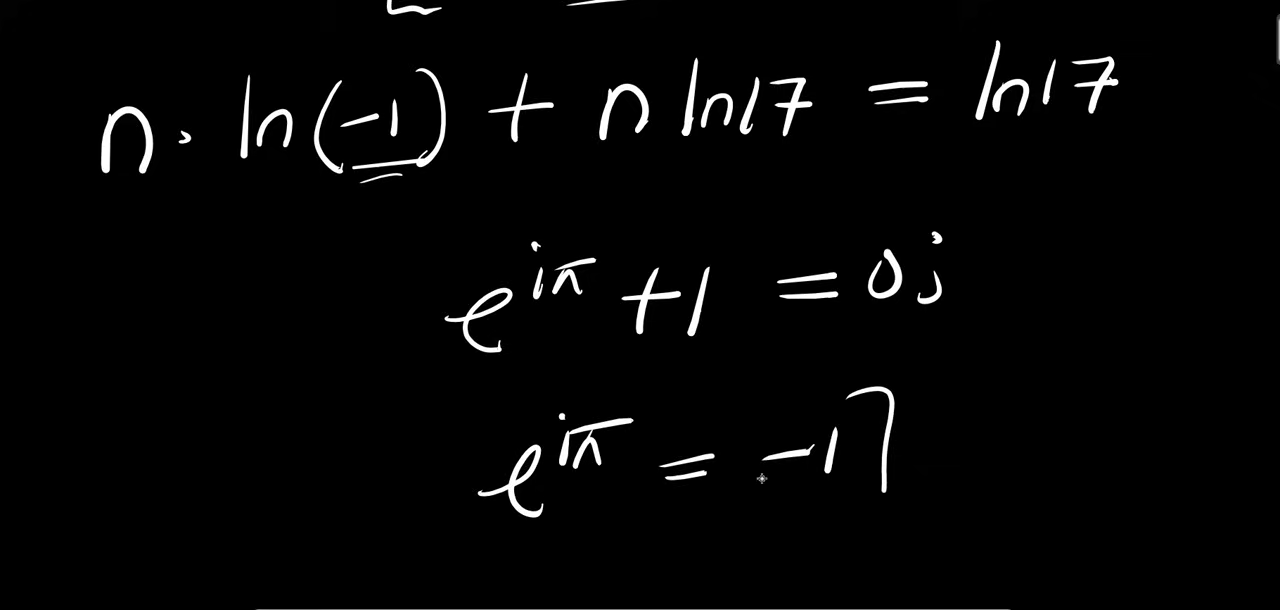 n · ln(-1) + n ln17 = ln17
e^{iπ} + 1 = 0;
e^{iπ} = -1